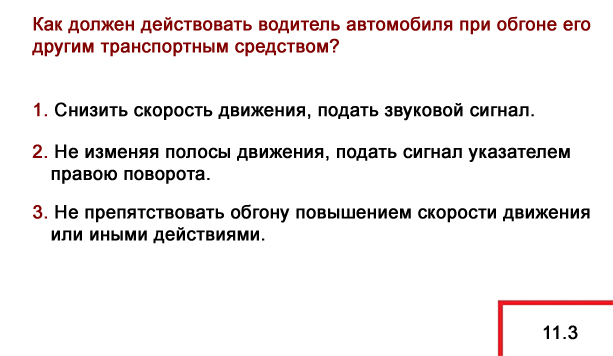 Как должен действовать водитель автомобиля при обгоне его
другим транспортным средством?
1. Снизить скорость движения, подать звуковой сигнал.
2. Не изменяя полосы движения, подать сигнал указателем
правою поворота.
3. Не препятствовать обгону повышением скорости движения
или иными действиями.
11.3